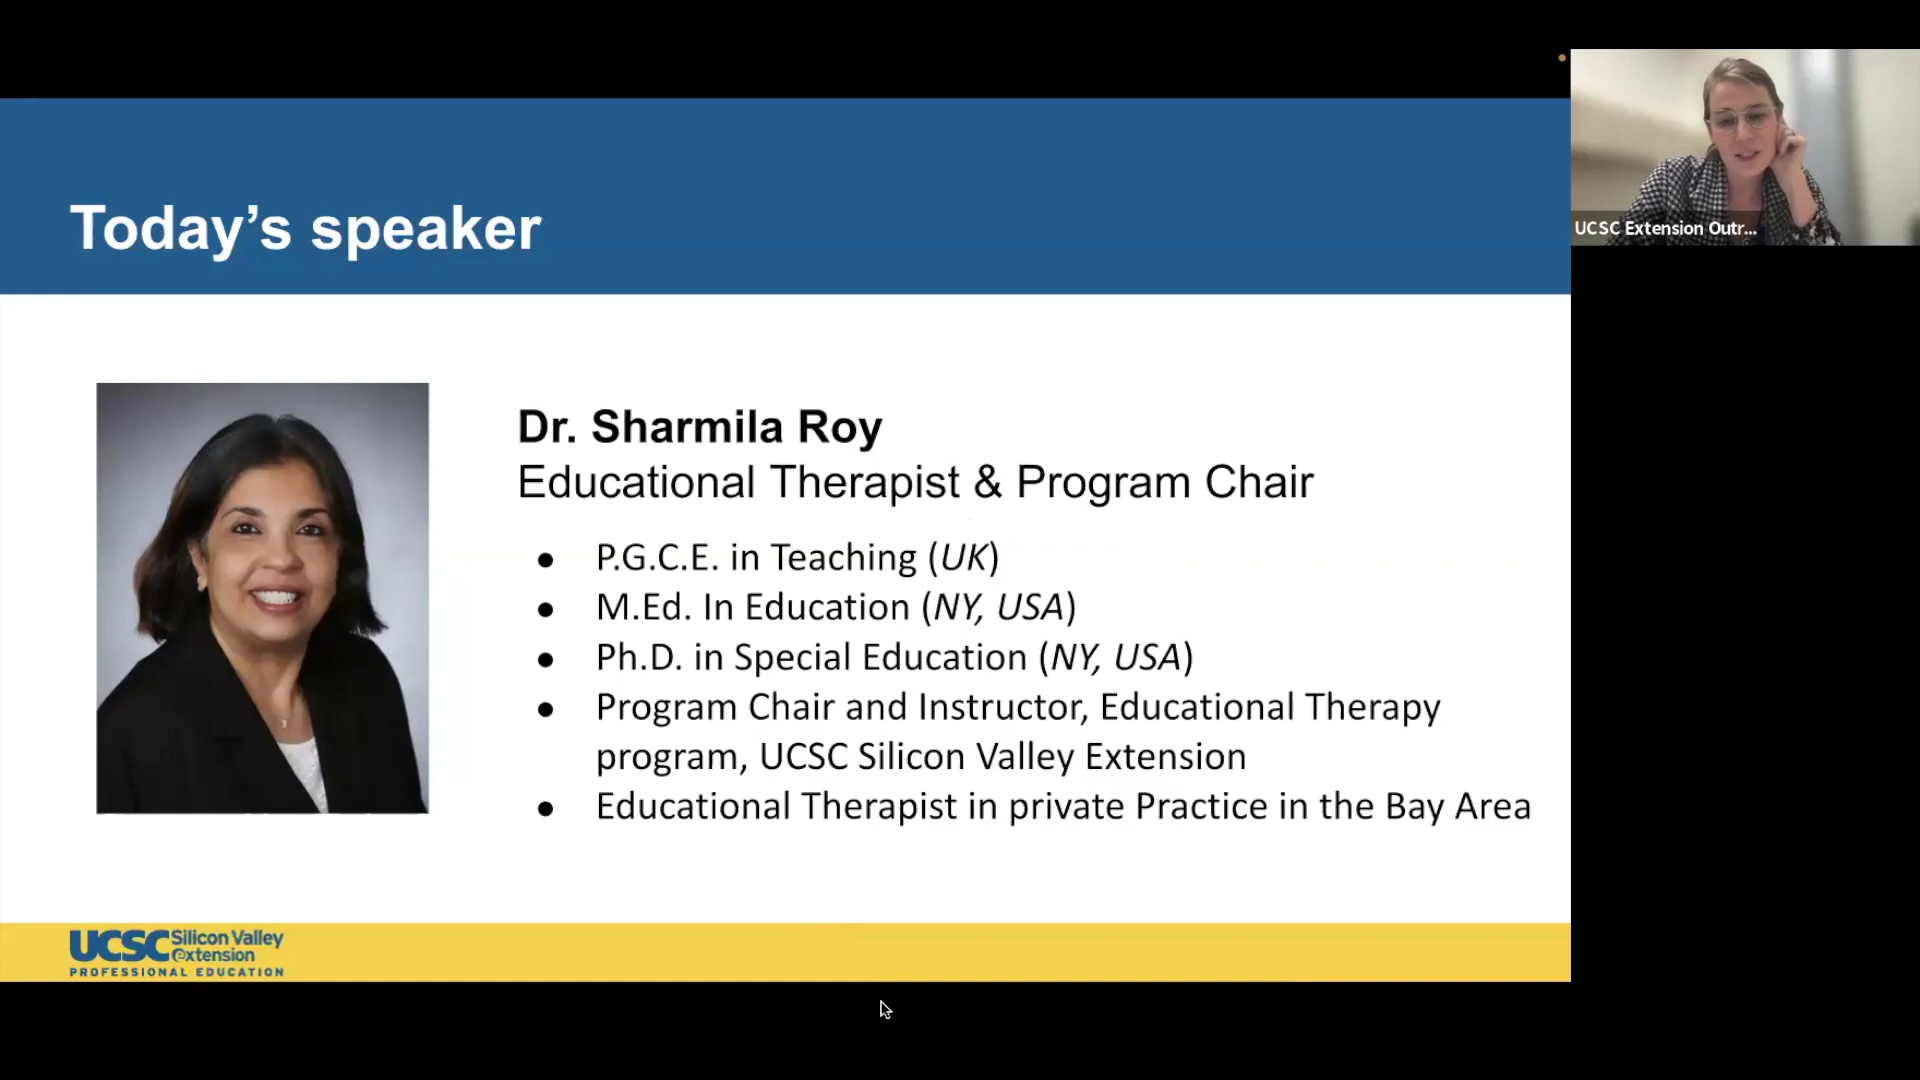 Today’s speaker
Dr. Sharmila Roy
Educational Therapist & Program Chair
● P.G.C.E. in Teaching (UK)
● M.Ed. In Education (NY, USA)
● Ph.D. in Special Education (NY, USA)
● Program Chair and Instructor, Educational Therapy
program, UCSC Silicon Valley Extension
● Educational Therapist in private Practice in the Bay Area
UCSC Silicon Valley
extension
PROFESSIONAL EDUCATION
UCSC Extension Outr...